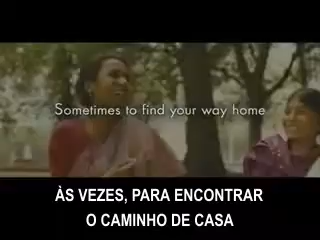 Sometimes to find your way home
ÀS VEZES, PARA ENCONTRAR
O CAMINHO DE CASA